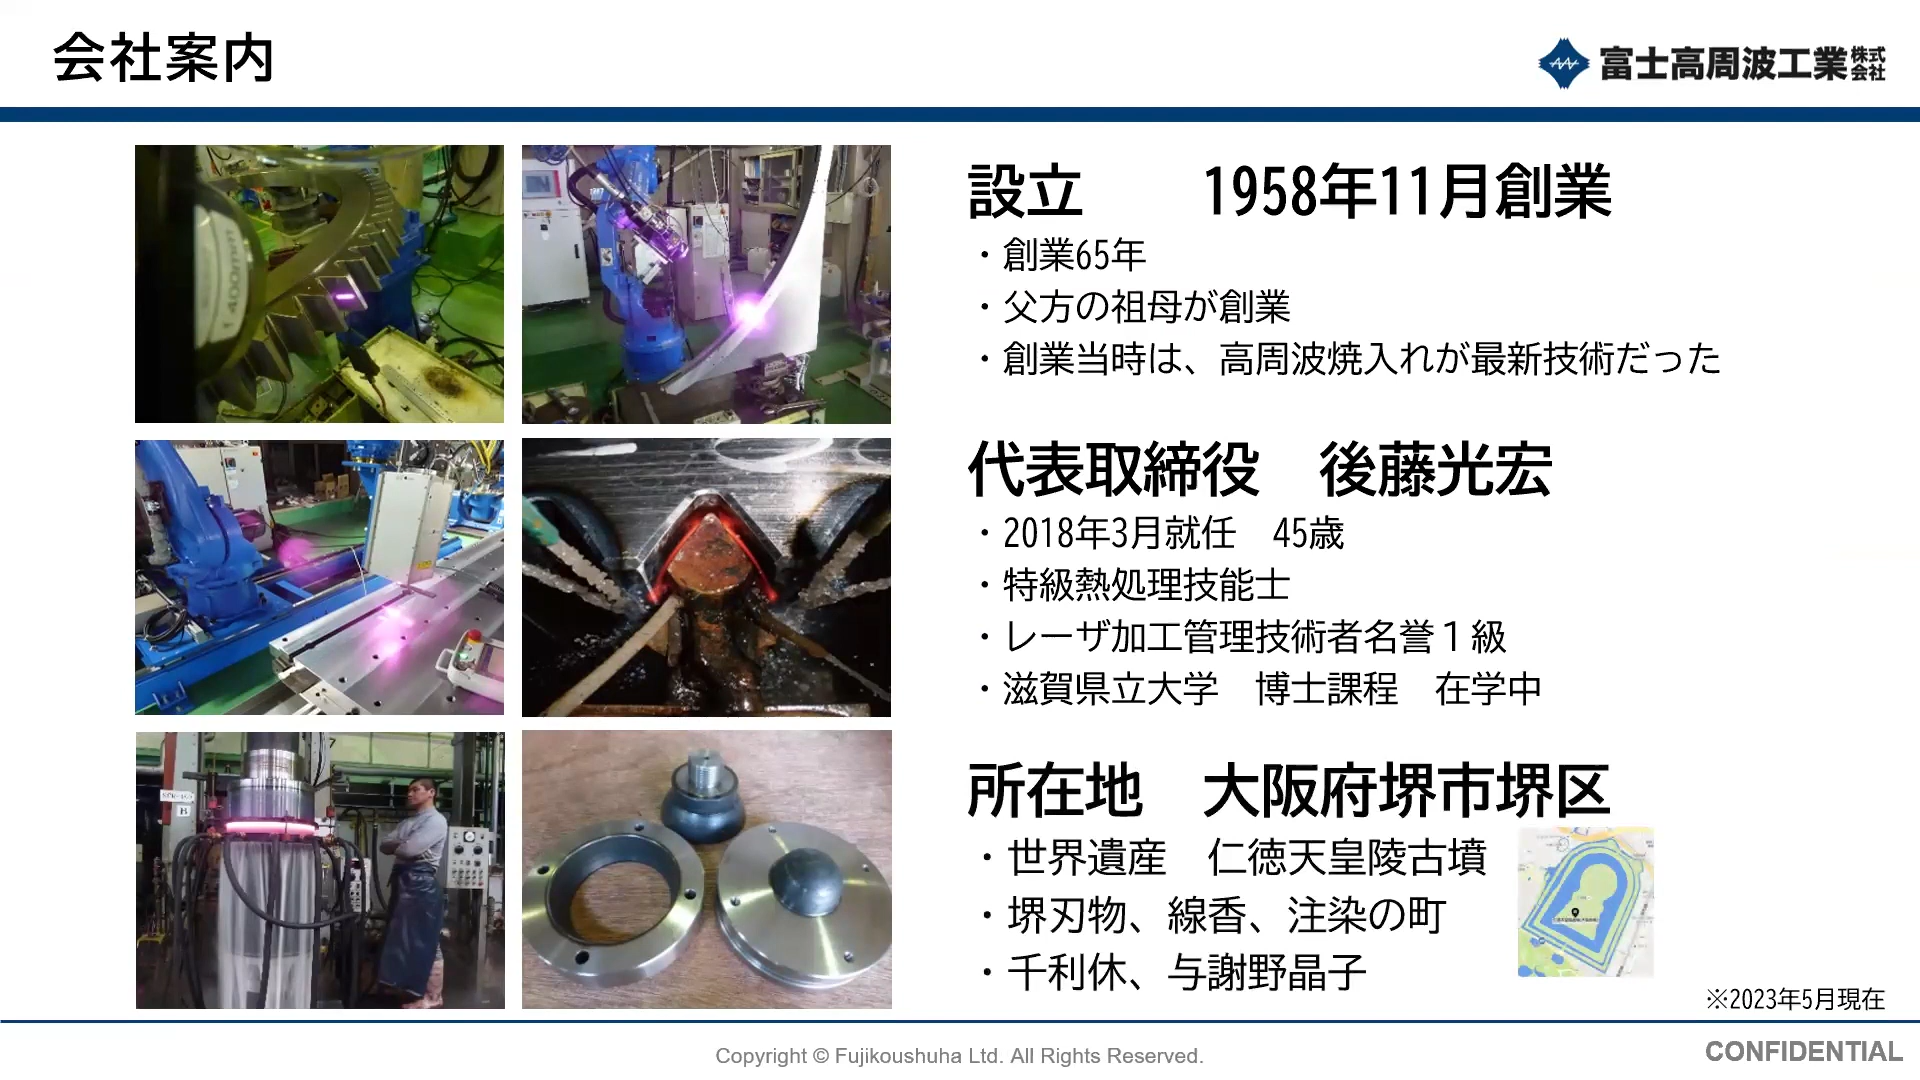 会社案内
富士高周波工業株式会社
設立　1958年11月創業
・創業65年
・父方の祖母が創業
・創業当時は、高周波焼入れが最新技術だった
代表取締役　後藤光宏
・2018年3月就任　45歳
・特級熱処理技能士
・レーザ加工管理技術者名誉１級
・滋賀県立大学　博士課程　在学中
所在地　大阪府堺市堺区
・世界遺産　仁徳天皇陵古墳
・堺刃物、線香、注染の町
・千利休、与謝野晶子
※2023年5月現在
Copyright © Fujikoushuha Ltd. All Rights Reserved.
CONFIDENTIAL
1400mm
B